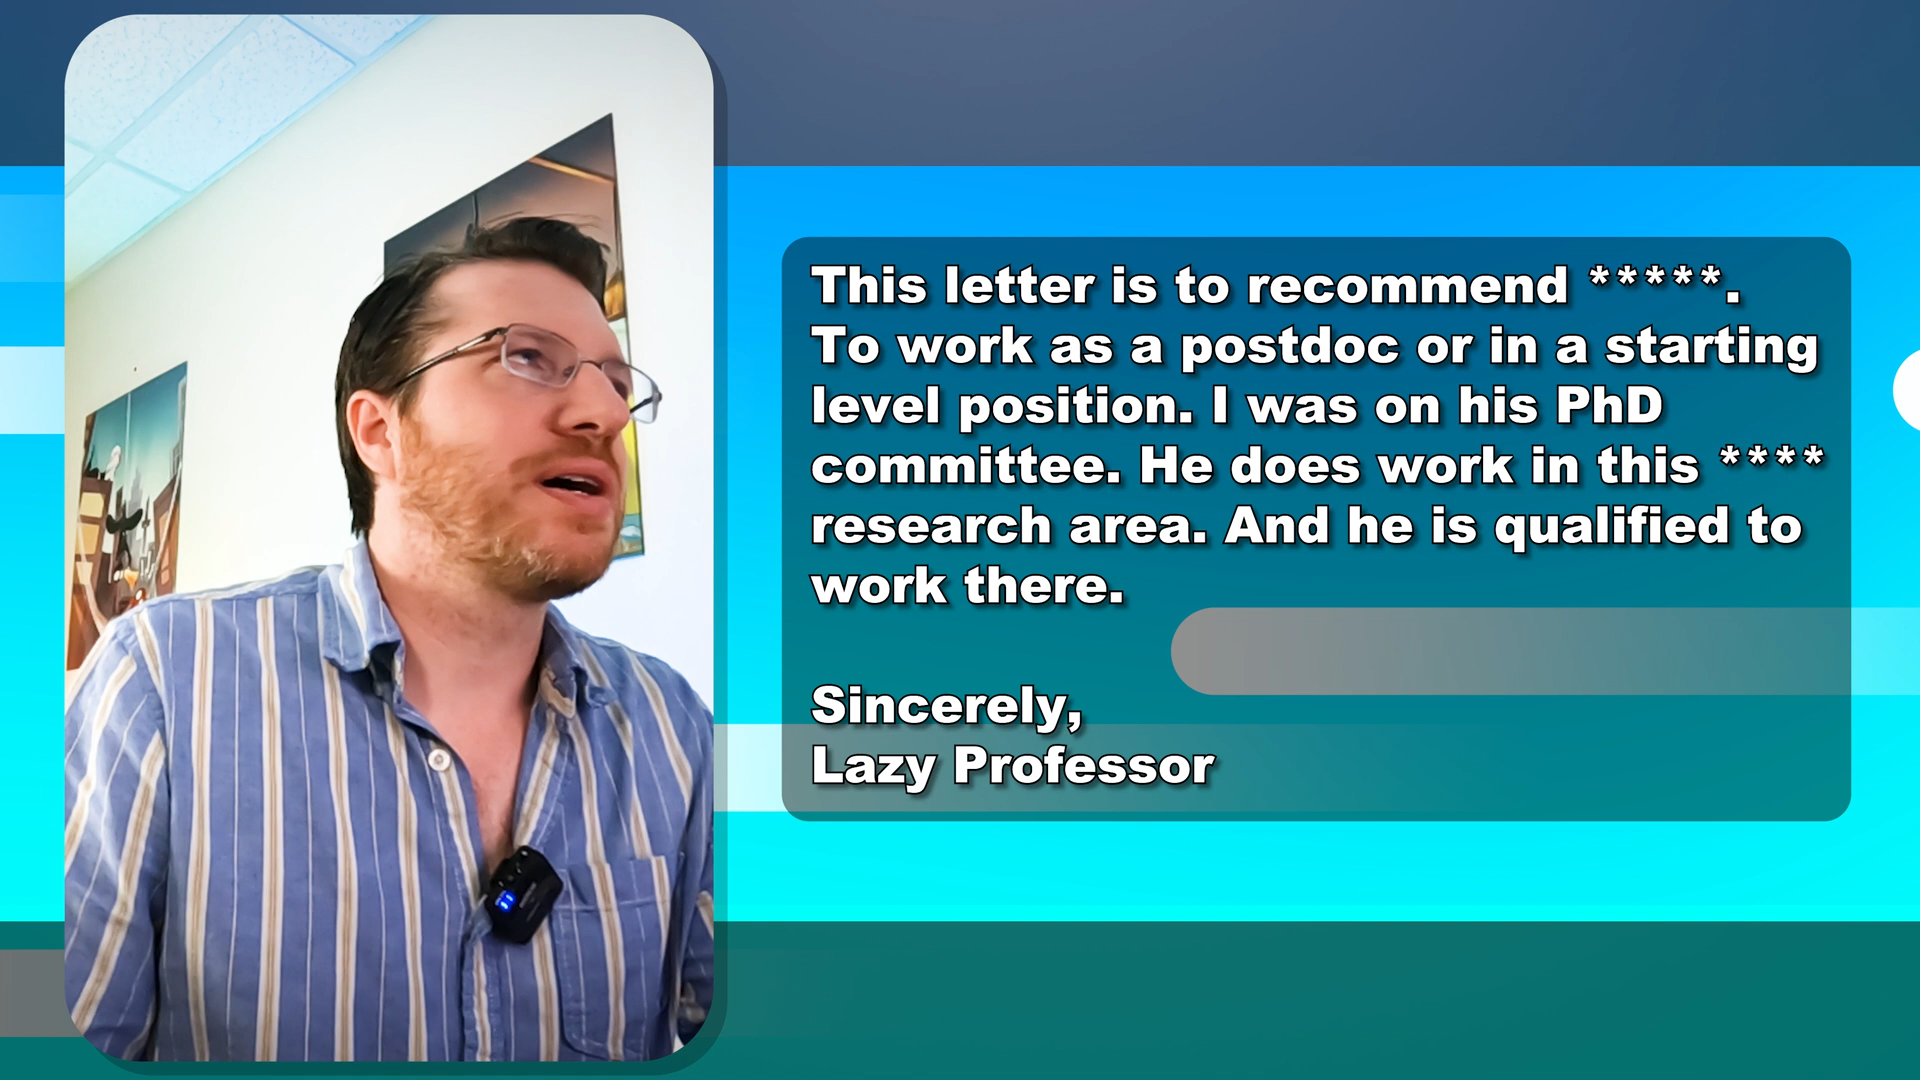 This letter is to recommend *****.
To work as a postdoc or in a starting
level position. I was on his PhD
committee. He does work in this ****
research area. And he is qualified to
work there.
Sincerely,
Lazy Professor